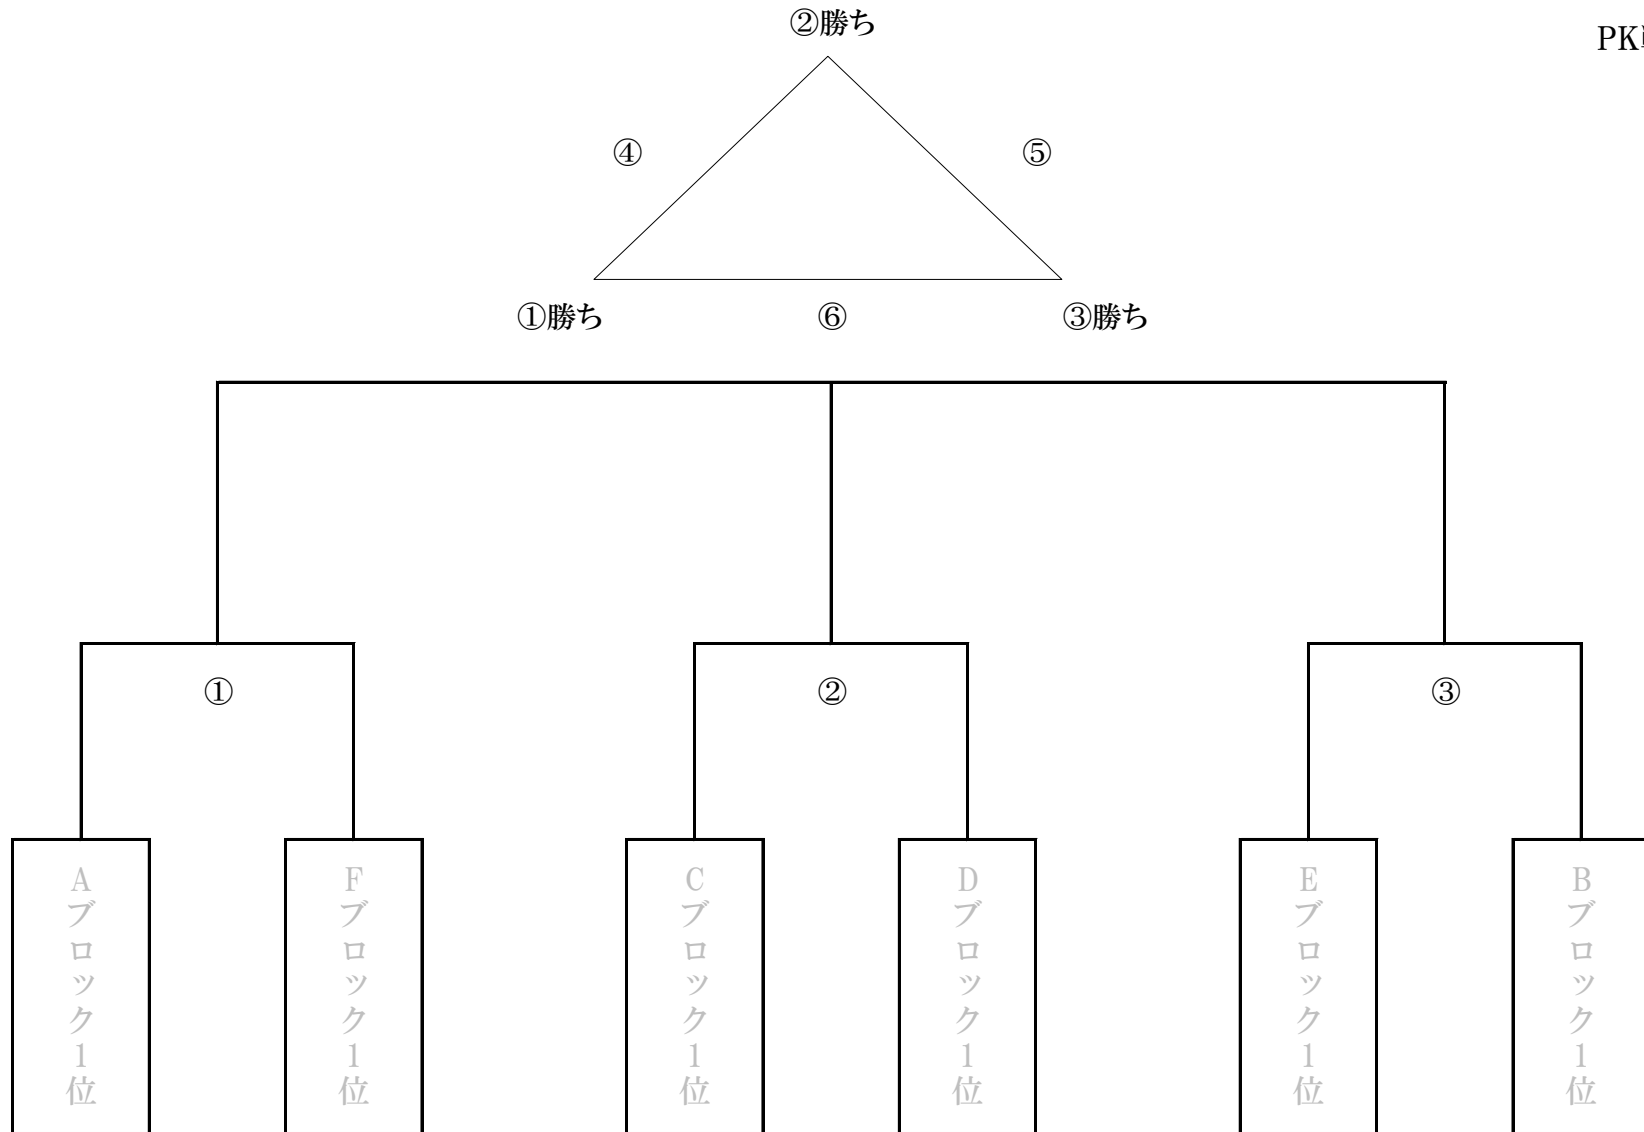 ②勝ち
PK
④
⑤
①勝ち
⑥
③勝ち
①
②
③
Aブロック1位
Fブロック1位
Cブロック1位
Dブロック1位
Eブロック1位
Bブロック1位